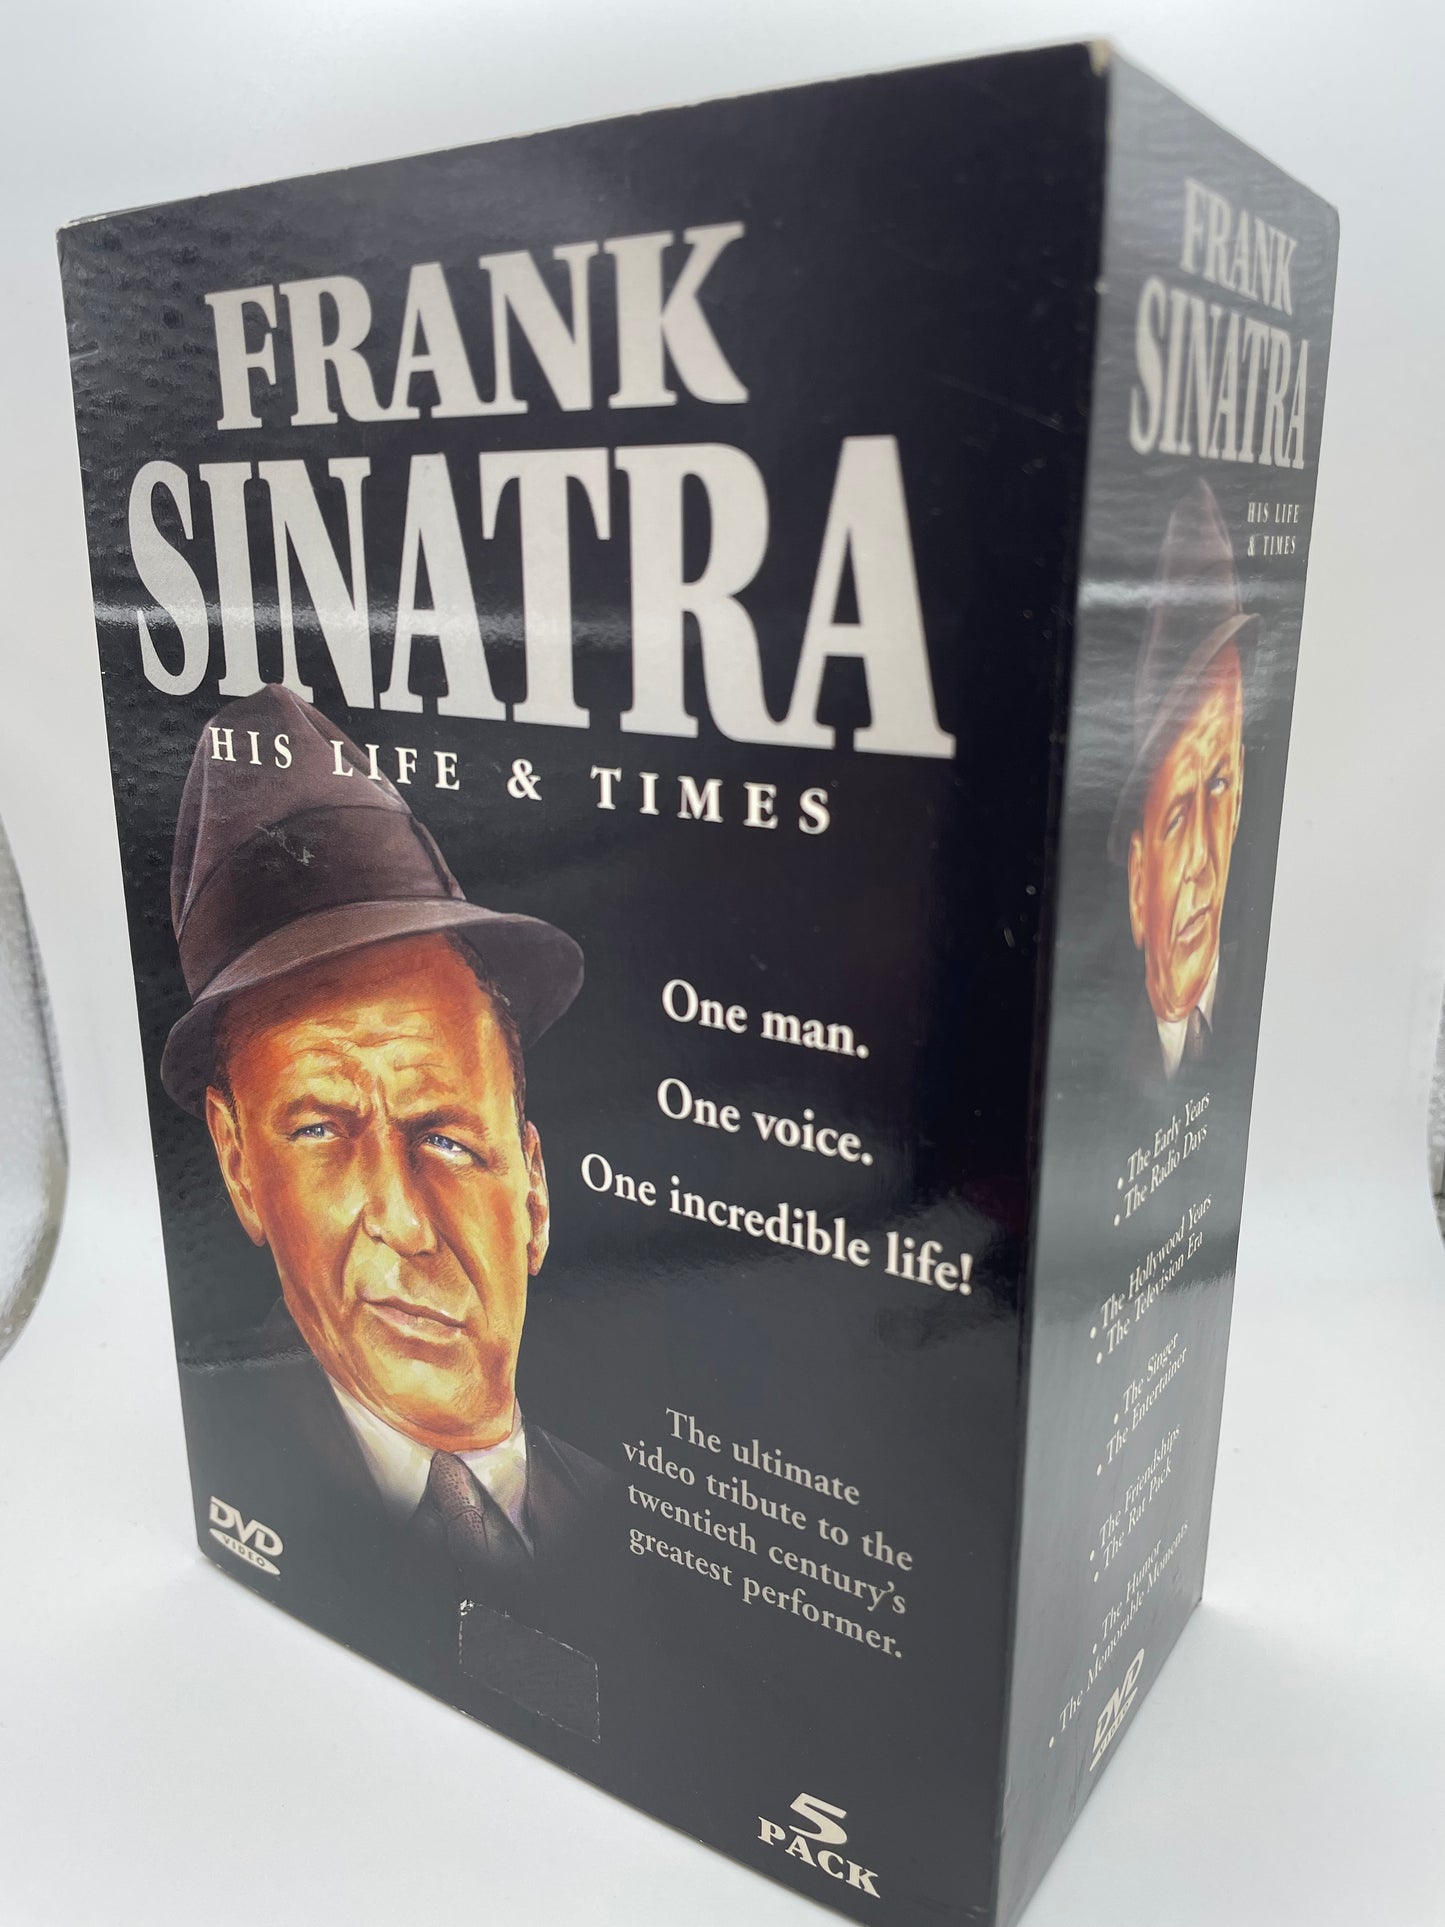 FRANK
SINATRA
HIS LIFE & TIMES
One man.
One voice.
One incredible life!
The ultimate
video tribute to the
twentieth century's
greatest performer.
DVD
VIDEO
5
PACK
FRANK
SINATRA
HIS LIFE
& TIMES
• The Early Years
• The Radio Days
• The Hollywood Years
• The Television Era
• The Singer
• The Entertainer
• The Friendships
• The Rat Pack
• The Humor
• The Memorable Moments
DVD
VIDEO